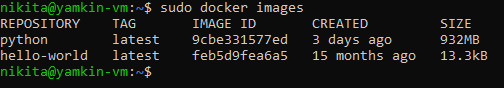 nikita@yamkin-vm:~$ sudo docker images
REPOSITORY TAG IMAGE ID CREATED SIZE
python latest 9cbe331577ed 3 days ago 932MB
hello-world latest feb5d9fea6a5 15 months ago 13.3kB
nikita@yamkin-vm:~$